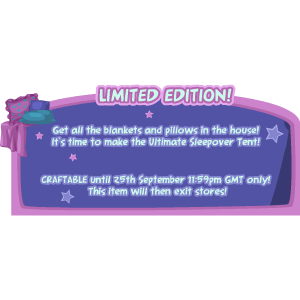 LIMITED EDITION!
Get all the blankets and pillows in the house!
It's time to make the Ultimate Sleepover Tent!
CRAFTABLE until 25th September 11:59pm GMT only!
This item will then exit stores!